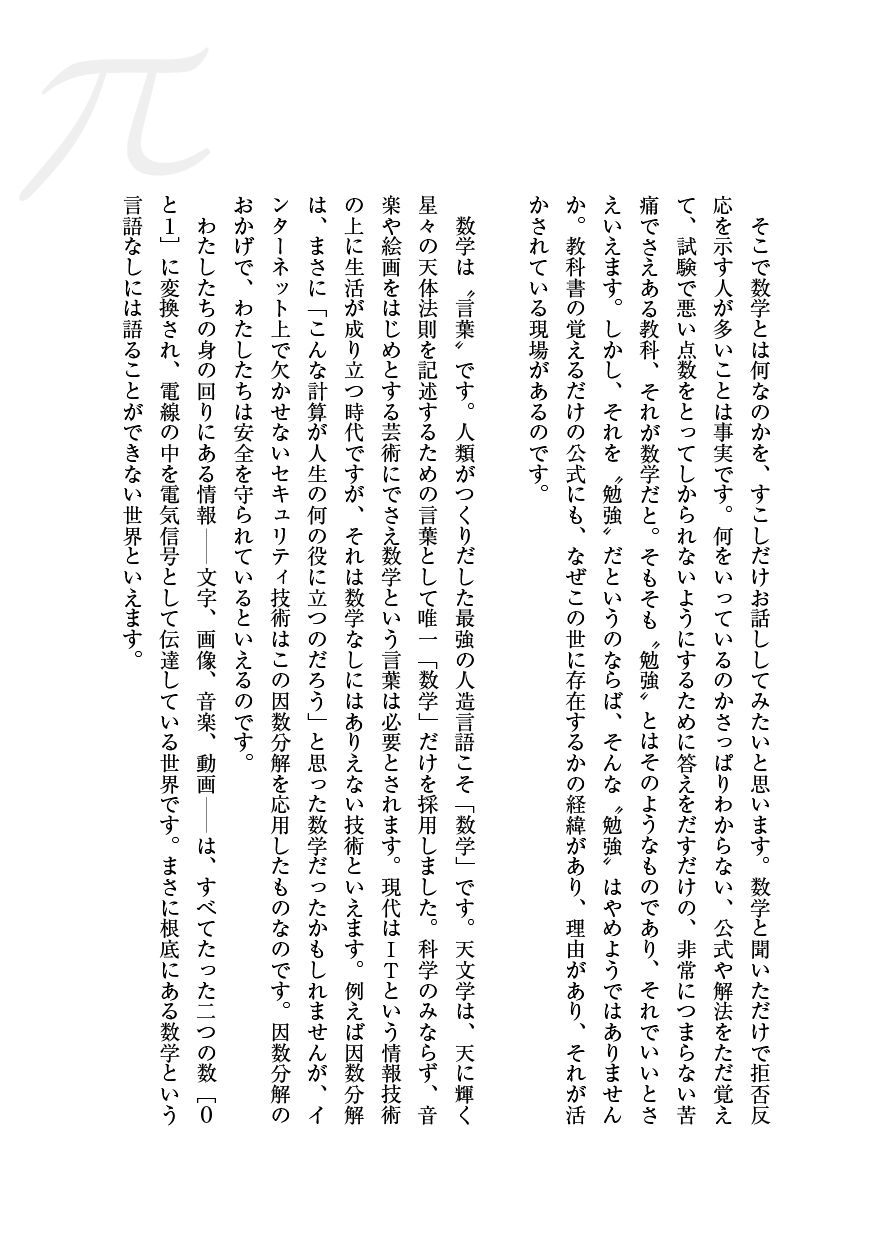 π
そこで数学とは何なのかを、すこしだけお話ししてみたいと思います。数学と聞いただけで拒否反
応を示す人が多いことは事実です。何をいっているのかさっぱりわからない、公式や解法をただ覚え
て、試験で悪い点数をとってしかられないようにするために答えをだすだけの、非常につまらない苦
痛でさえある教科、それが数学だと。そもそも〝勉強〟とはそのようなものであり、それでいいとさ
えいえます。しかし、それを〝勉強〟だというのならば、そんな〝勉強〟はやめようではありません
か。教科書の覚えるだけの公式にも、なぜこの世に存在するかの経緯があり、理由があり、それが活
かされている現場があるのです。
数学は〝言葉〟です。人類がつくりだした最強の人造言語こそ「数学」です。天文学は、天に輝く
星々の天体法則を記述するための言葉として唯一「数学」だけを採用しました。科学のみならず、音
楽や絵画をはじめとする芸術にでさえ数学という言葉は必要とされます。現代はITという情報技術
の上に生活が成り立つ時代ですが、それは数学なしにはありえない技術といえます。例えば因数分解
は、まさに「こんな計算が人生の何の役に立つのだろう」と思った数学だったかもしれませんが、イ
ンターネット上で欠かせないセキュリティ技術はこの因数分解を応用したものなのです。因数分解の
おかげで、わたしたちは安全を守られているといえるのです。
わたしたちの身の回りにある情報――文字、画像、音楽、動画――は、すべてたった二つの数［0
と1］に変換され、電線の中を電気信号として伝達している世界です。まさに根底にある数学という
言語なしには語ることができない世界といえます。